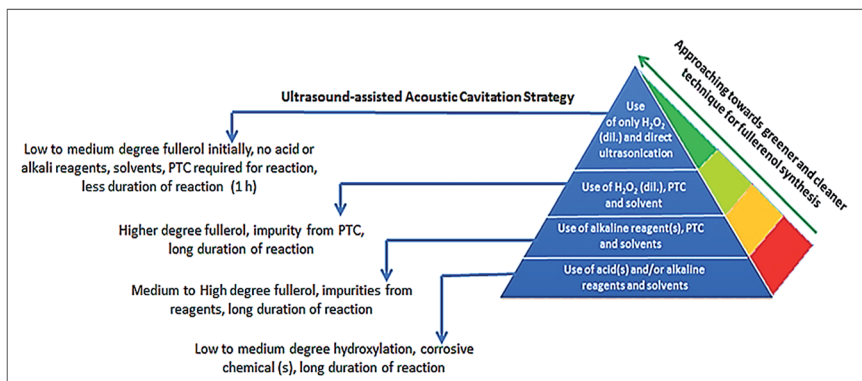 Ultrasound-assisted Acoustic Cavitation Strategy
Low to medium degree fullerol initially, no acid or
alkali reagents, solvents, PTC required for reaction,
less duration of reaction (1 h)
Higher degree fullerol, impurity from PTC,
long duration of reaction
Medium to High degree fullerol, impurities from
reagents, long duration of reaction
Low to medium degree hydroxylation, corrosive
chemical (s), long duration of reaction
Use
of only H₂O₂
(dil.) and direct
ultrasonication
Use of H₂O₂ (dil.), PTC
and solvent
Use of alkaline reagent(s), PTC
and solvents
Use of acid(s) and/or alkaline
reagents and solvents
Approaching towards greener and cleaner
technique for fullerenol synthesis